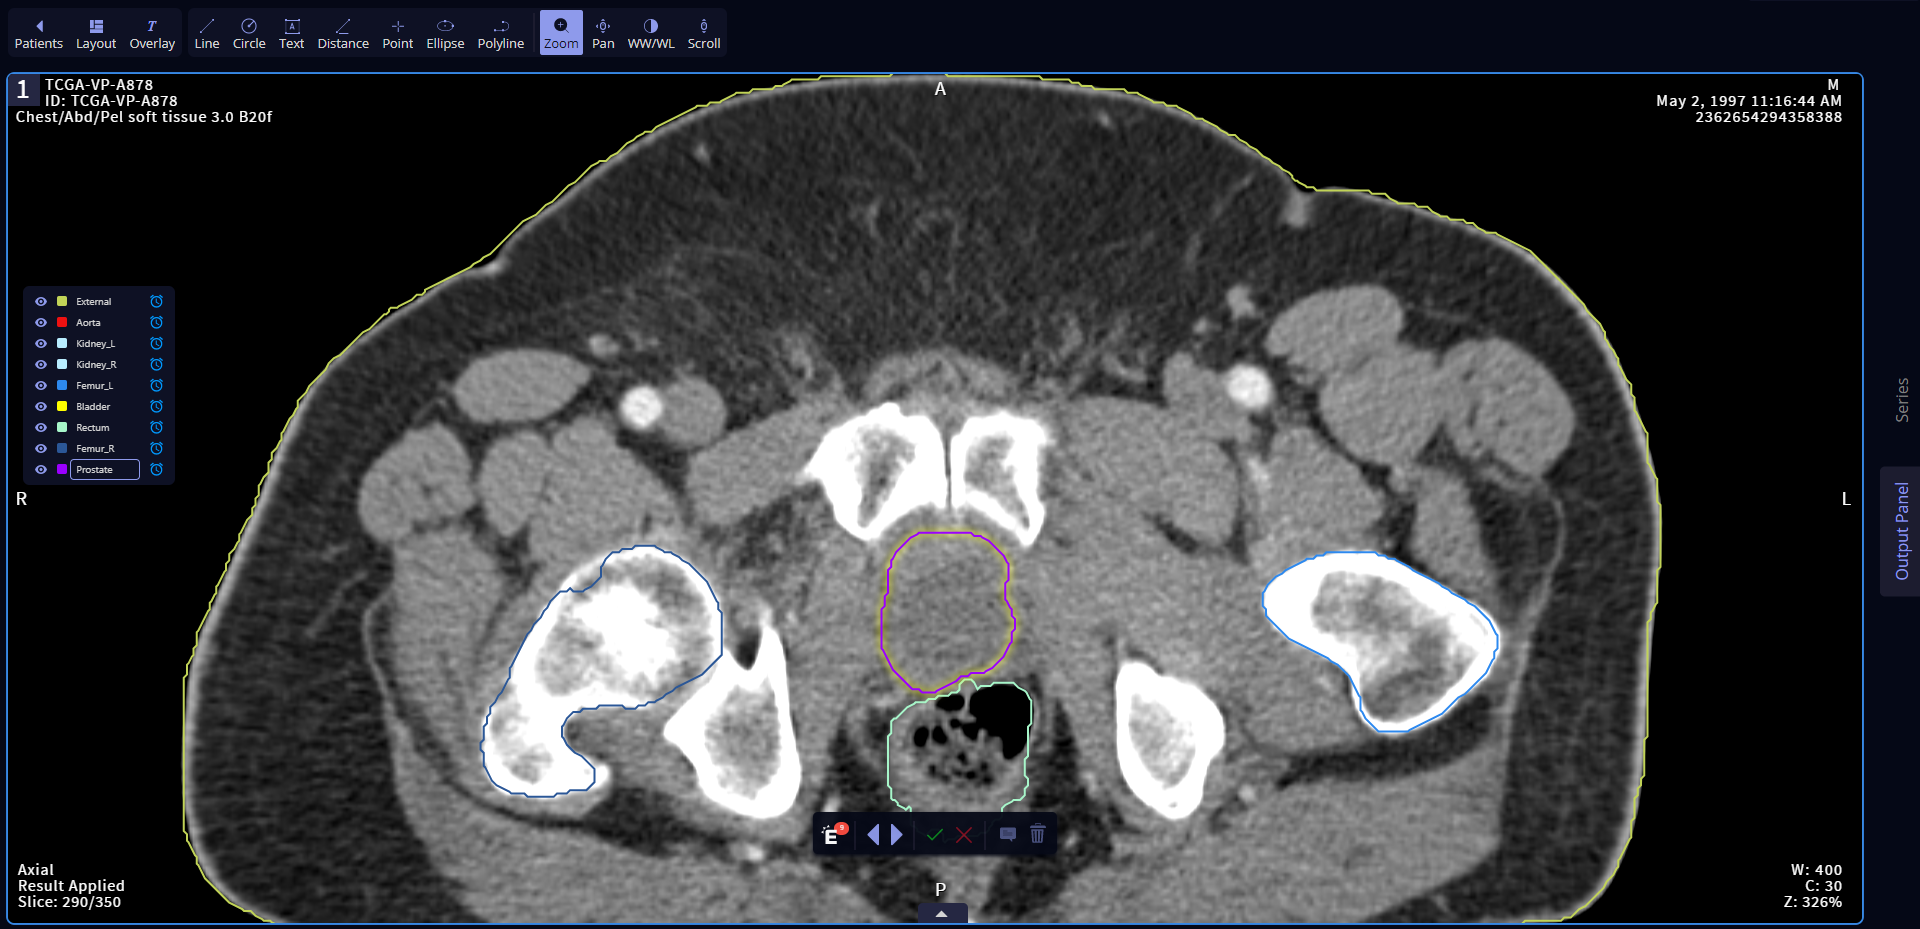 Patients Layout Overlay Line Circle Text Distance Point Ellipse Polyline Zoom Pan WW/WL Scroll
1
TCGA-VP-A878
ID: TCGA-VP-A878
Chest/Abd/Pel soft tissue 3.0 B20f
A
M
May 2, 1997 11:16:44 AM
2362654294358388
External
Aorta
Kidney_L
Kidney_R
Femur_L
Bladder
Rectum
Femur_R
Prostate
R
L
Series
Output Panel
E 9
P
Axial
Result Applied
Slice: 290/350
W: 400
C: 30
Z: 326%